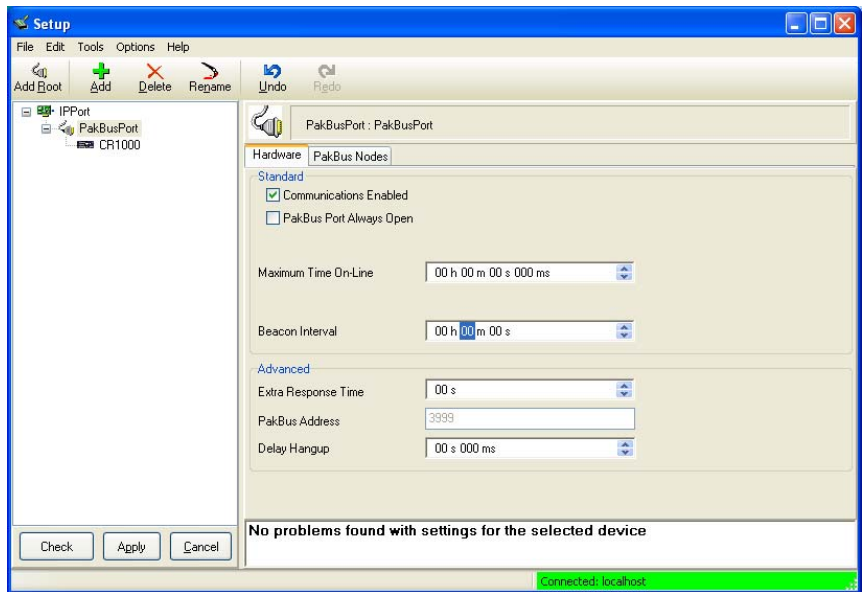 Setup
File Edit Tools Options Help
Add Root Add Delete Rename Undo Redo
IPPort
PakBusPort
CR1000
PakBusPort : PakBusPort
Hardware PakBus Nodes
Standard
Communications Enabled
PakBus Port Always Open
Maximum Time On-Line 00 h 00 m 00 s 000 ms
Beacon Interval 00 h 00 m 00 s
Advanced
Extra Response Time 00 s
PakBus Address 3999
Delay Hangup 00 s 000 ms
No problems found with settings for the selected device
Check Apply Cancel
Connected: localhost